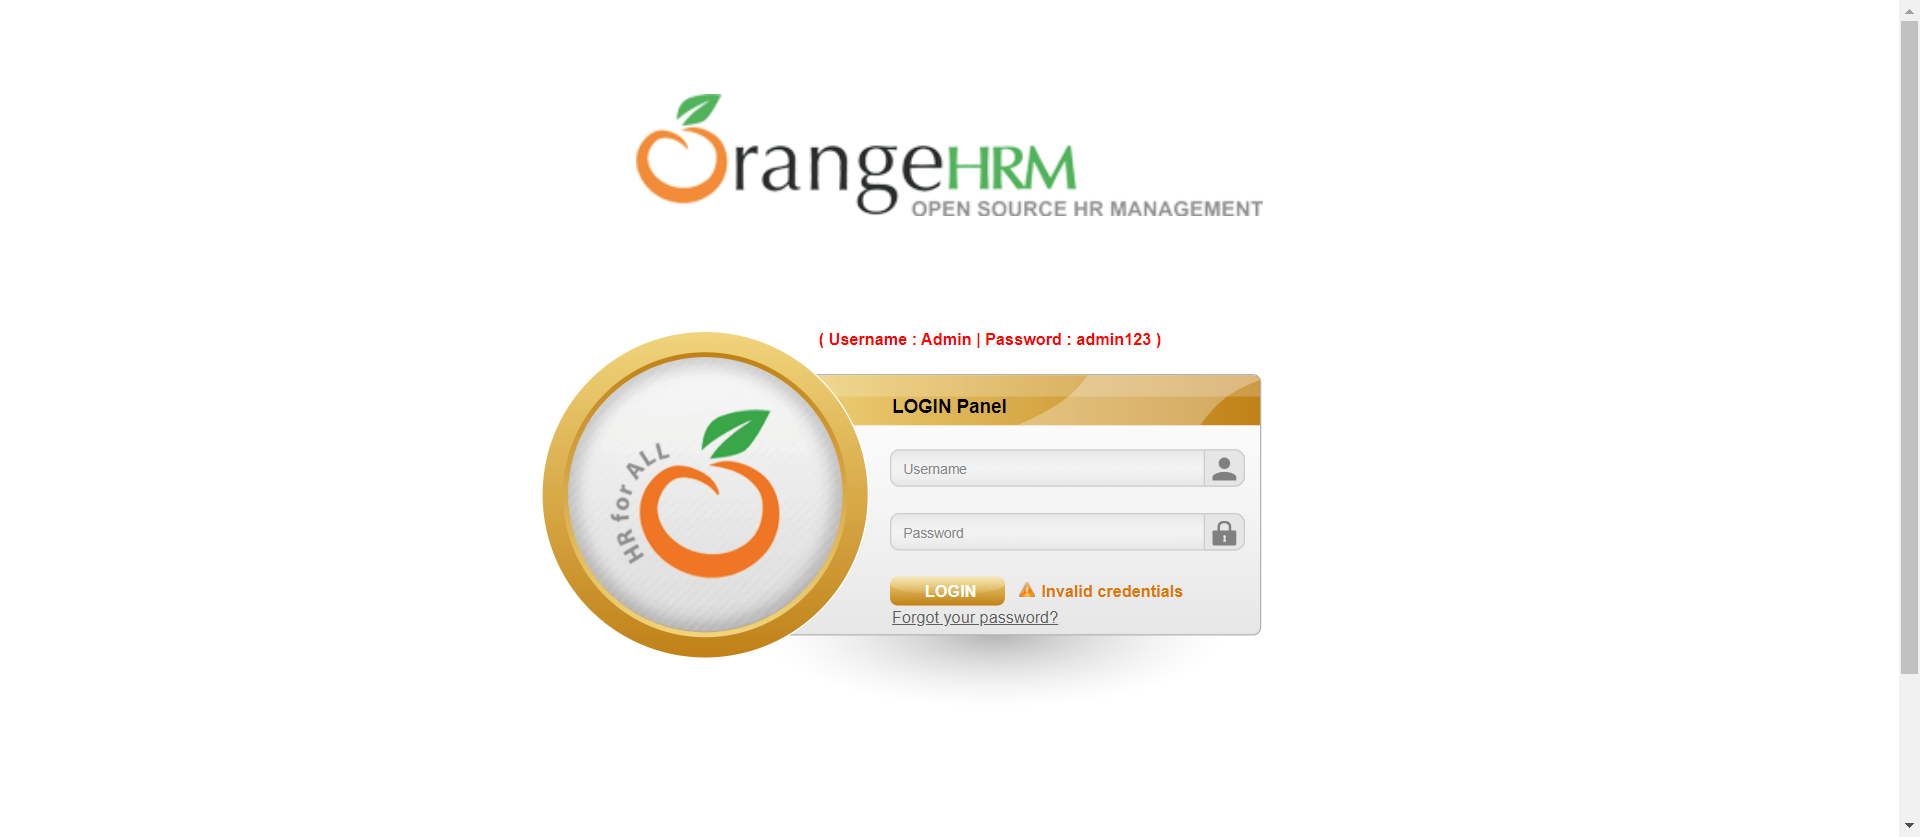 OrangeHRM
OPEN SOURCE HR MANAGEMENT
( Username : Admin | Password : admin123 )
HR for ALL
LOGIN Panel
Username
Password
LOGIN
Invalid credentials
Forgot your password?